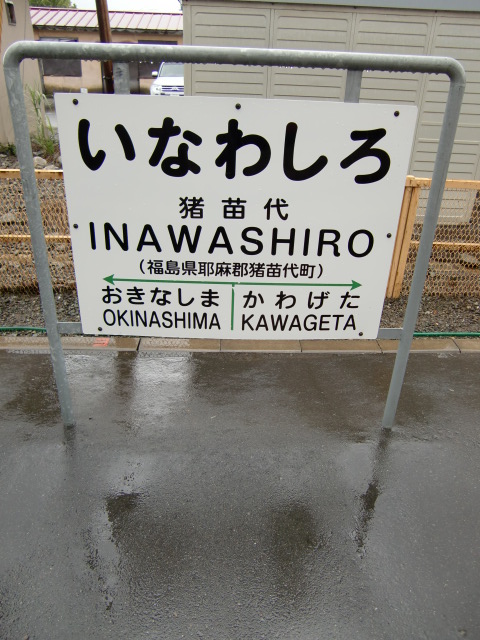 いなわしろ
猪苗代
INAWASHIRO
(福島県耶麻郡猪苗代町)
おきなしま かわげた
OKINASHIMA KAWAGETA